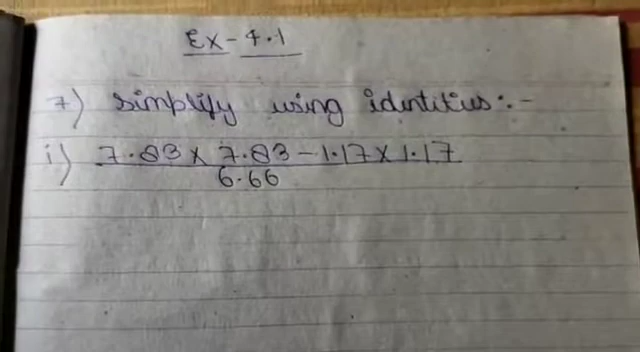 Ex - 4.1
7) simplify using identities :-
i) 7.83 x 7.83 - 1.17 x 1.17
6.66